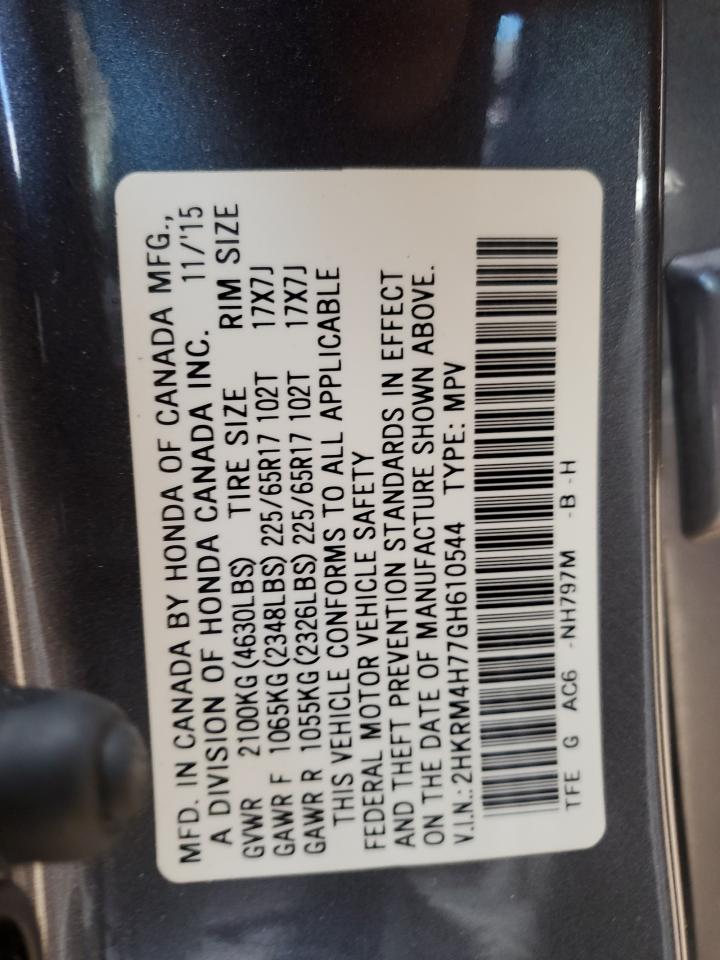 MFD. IN CANADA BY HONDA OF CANADA MFG.,
A DIVISION OF HONDA CANADA INC. 11/'15
GVWR 2100KG(4630LBS) TIRE SIZE RIM SIZE
GAWR F 1065KG(2348LBS) 225/65R17 102T 17X7J
GAWR R 1055KG(2326LBS) 225/65R17 102T 17X7J
THIS VEHICLE CONFORMS TO ALL APPLICABLE
FEDERAL MOTOR VEHICLE SAFETY
AND THEFT PREVENTION STANDARDS IN EFFECT
ON THE DATE OF MANUFACTURE SHOWN ABOVE.
V.I.N.: 2HKRM4H77GH610544 TYPE: MPV
TFE G AC6 -NH797M -B -H